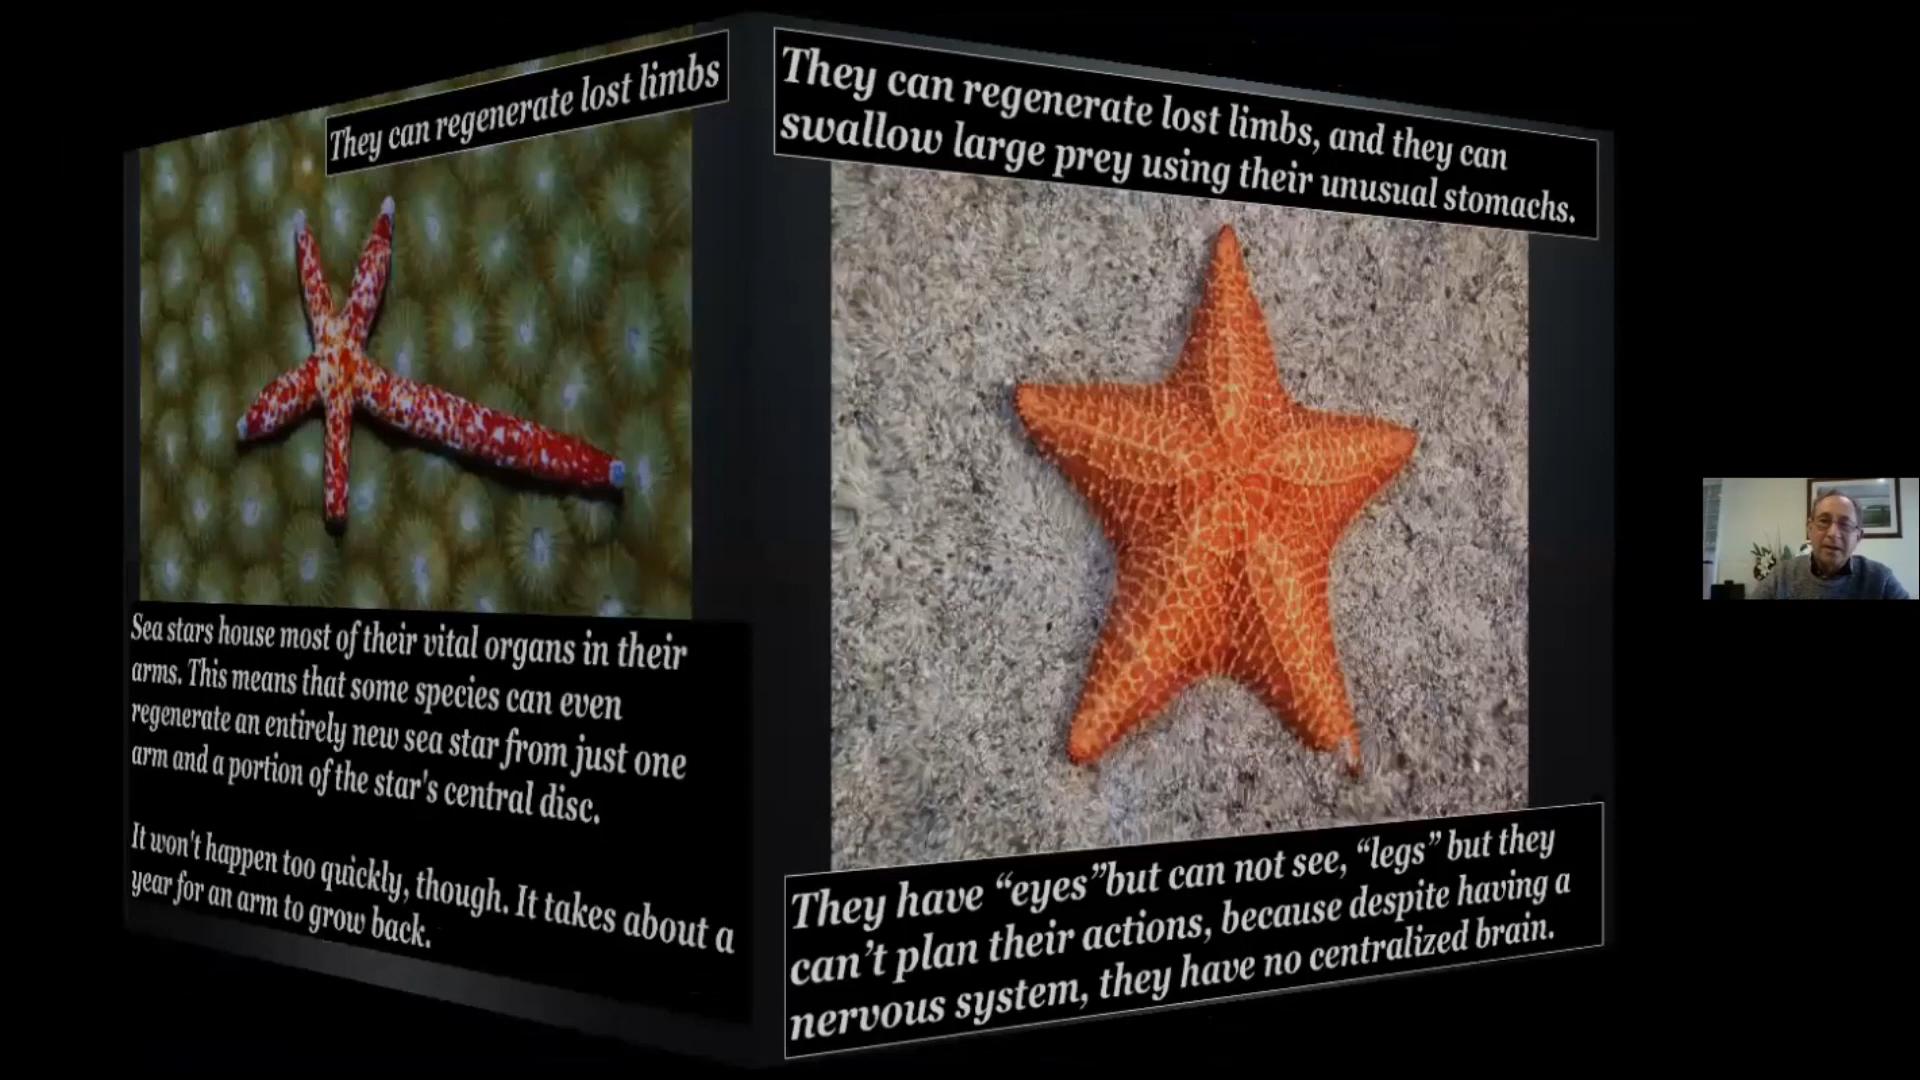 They can regenerate lost limbs
Sea stars house most of their vital organs in their
arms. This means that some species can even
regenerate an entirely new sea star from just one
arm and a portion of the star's central disc.
It won't happen too quickly, though. It takes about a
year for an arm to grow back.
They can regenerate lost limbs, and they can
swallow large prey using their unusual stomachs.
They have “eyes”but can not see, “legs” but they
can’t plan their actions, because despite having a
nervous system, they have no centralized brain.